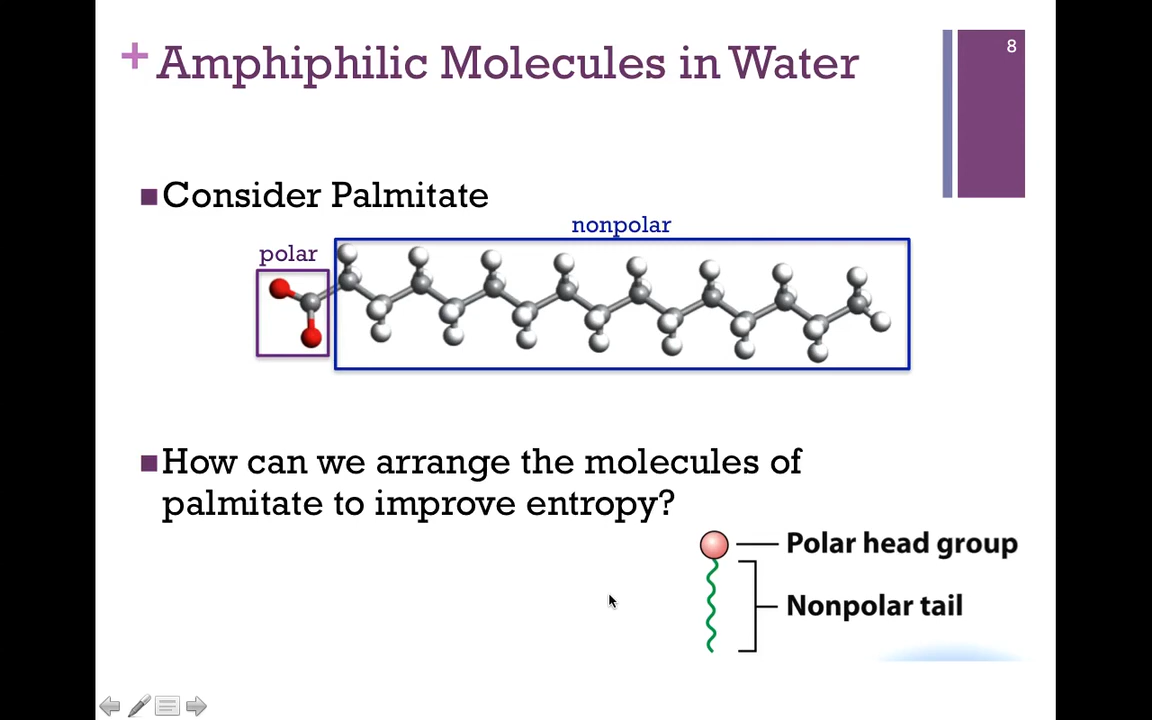 + Amphiphilic Molecules in Water
8
■ Consider Palmitate
nonpolar
polar
■ How can we arrange the molecules of
palmitate to improve entropy?
Polar head group
Nonpolar tail